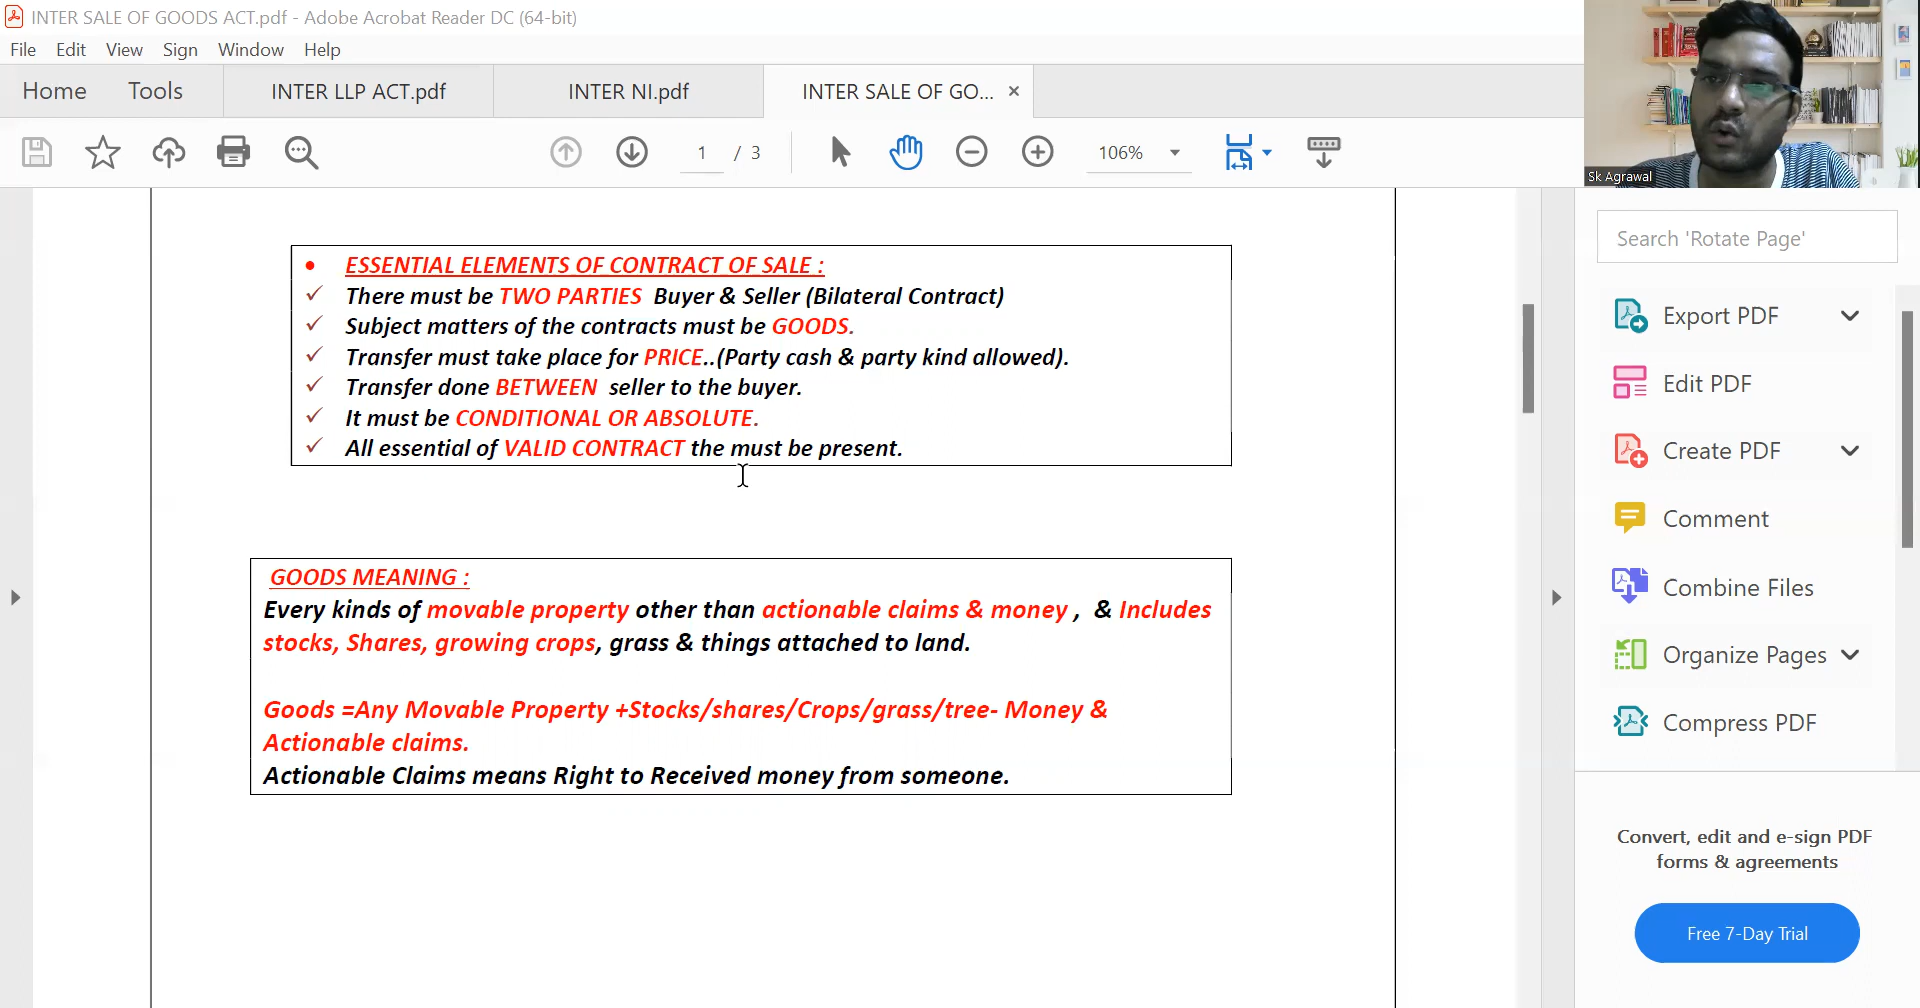 INTER SALE OF GOODS ACT.pdf - Adobe Acrobat Reader DC (64-bit)
File Edit View Sign Window Help
Home Tools INTER LLP ACT.pdf INTER NI.pdf INTER SALE OF GO... ×
1 / 3 106%
Sk Agrawal
Search 'Rotate Page'
• ESSENTIAL ELEMENTS OF CONTRACT OF SALE :
✓ There must be TWO PARTIES Buyer & Seller (Bilateral Contract)
✓ Subject matters of the contracts must be GOODS.
✓ Transfer must take place for PRICE..(Party cash & party kind allowed).
✓ Transfer done BETWEEN seller to the buyer.
✓ It must be CONDITIONAL OR ABSOLUTE.
✓ All essential of VALID CONTRACT the must be present.
GOODS MEANING :
Every kinds of movable property other than actionable claims & money , & Includes
stocks, Shares, growing crops, grass & things attached to land.
Goods =Any Movable Property +Stocks/shares/Crops/grass/tree- Money &
Actionable claims.
Actionable Claims means Right to Received money from someone.
Export PDF
Edit PDF
Create PDF
Comment
Combine Files
Organize Pages
Compress PDF
Convert, edit and e-sign PDF
forms & agreements
Free 7-Day Trial